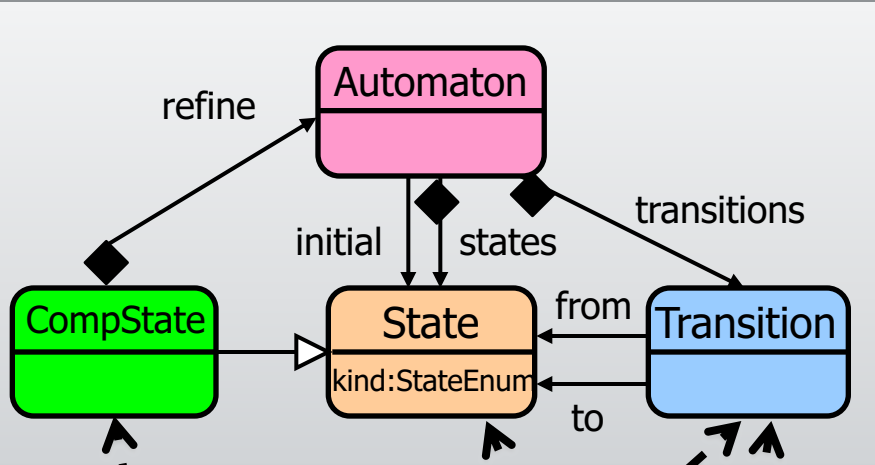 Automaton
refine
transitions
initial
states
CompState
State
from
Transition
kind:StateEnum
to